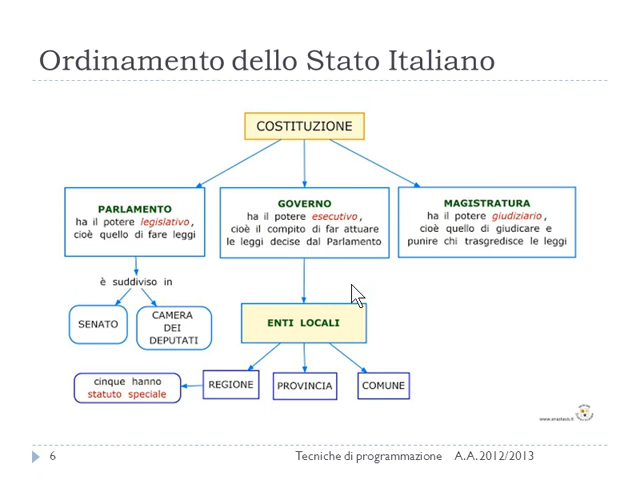 Ordinamento dello Stato Italiano
COSTITUZIONE
PARLAMENTO
ha il potere legislativo,
cioè quello di fare leggi
GOVERNO
ha il potere esecutivo,
cioè il compito di far attuare
le leggi decise dal Parlamento
MAGISTRATURA
ha il potere giudiziario,
cioè quello di giudicare e
punire chi trasgredisce le leggi
è suddiviso in
SENATO
CAMERA
DEI
DEPUTATI
ENTI LOCALI
cinque hanno
statuto speciale
REGIONE
PROVINCIA
COMUNE
6
Tecniche di programmazione A.A. 2012/2013